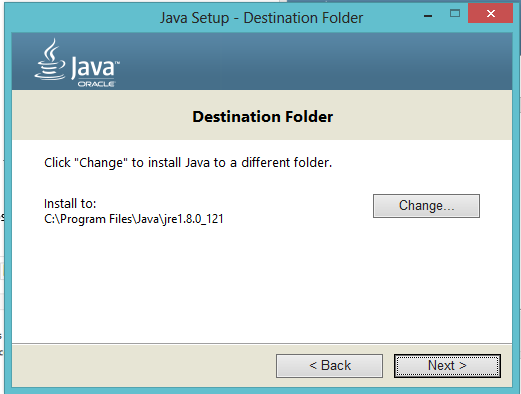 Java Setup - Destination Folder
Java™
ORACLE
Destination Folder
Click "Change" to install Java to a different folder.
Install to:
C:\Program Files\Java\jre1.8.0_121
Change...
< Back
Next >